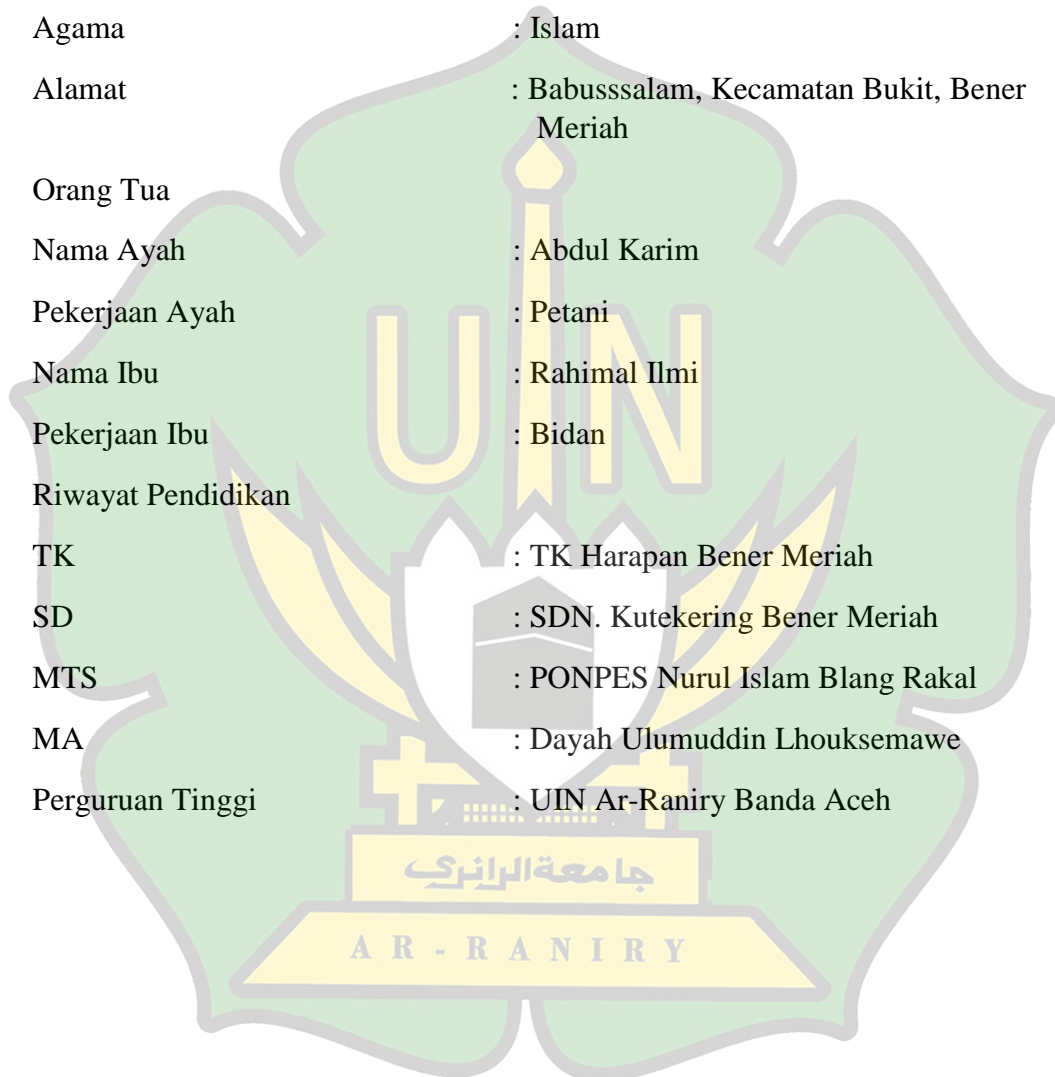 Agama : Islam
Alamat : Babusssalam, Kecamatan Bukit, Bener
Meriah
Orang Tua
Nama Ayah : Abdul Karim
Pekerjaan Ayah : Petani
Nama Ibu : Rahimal Ilmi
Pekerjaan Ibu : Bidan
Riwayat Pendidikan
TK : TK Harapan Bener Meriah
SD : SDN. Kutekering Bener Meriah
MTS : PONPES Nurul Islam Blang Rakal
MA : Dayah Ulumuddin Lhouksemawe
Perguruan Tinggi : UIN Ar-Raniry Banda Aceh
UIN
جامعة الرانري
AR-RANIRY